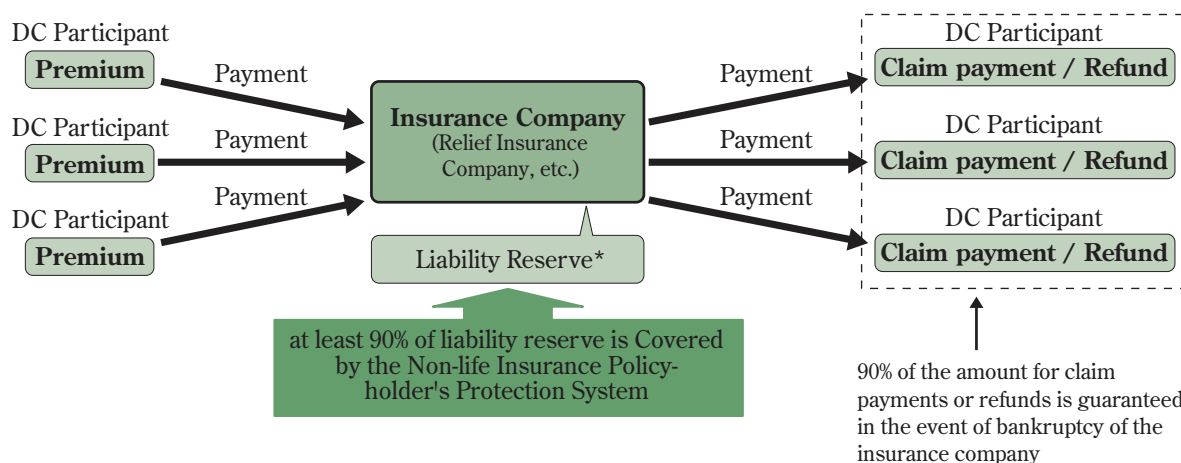 DC Participant
Premium
Payment
DC Participant
Premium
Payment
DC Participant
Premium
Payment
Insurance Company
(Relief Insurance
Company, etc.)
Liability Reserve*
at least 90% of liability reserve is Covered
by the Non-life Insurance Policy-
holder's Protection System
Payment
DC Participant
Claim payment / Refund
Payment
DC Participant
Claim payment / Refund
Payment
DC Participant
Claim payment / Refund
90% of the amount for claim
payments or refunds is guaranteed
in the event of bankruptcy of the
insurance company